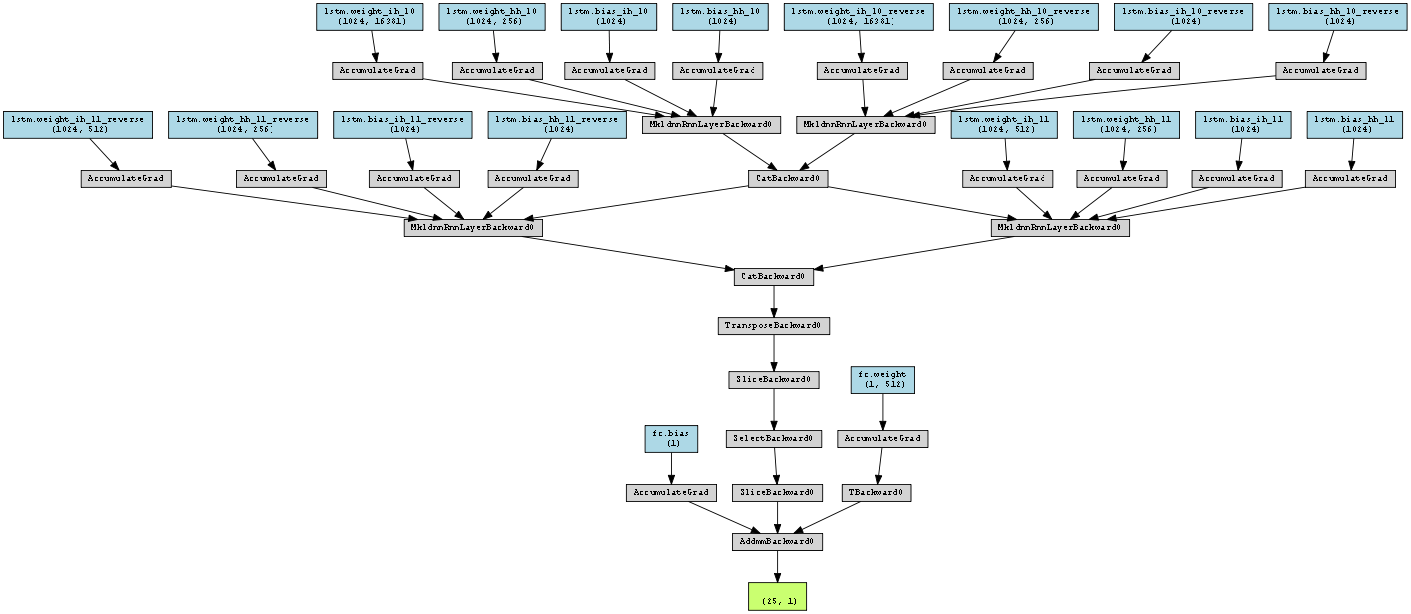 lstm.weight_ih_l0
(1024, 16381)
lstm.weight_hh_l0
(1024, 256)
lstm.bias_ih_l0
(1024)
lstm.bias_hh_l0
(1024)
lstm.weight_ih_l0_reverse
(1024, 16381)
lstm.weight_hh_l0_reverse
(1024, 256)
lstm.bias_ih_l0_reverse
(1024)
lstm.bias_hh_l0_reverse
(1024)
AccumulateGrad
AccumulateGrad
AccumulateGrad
AccumulateGrad
AccumulateGrad
AccumulateGrad
AccumulateGrad
AccumulateGrad
lstm.weight_ih_l1_reverse
(1024, 512)
lstm.weight_hh_l1_reverse
(1024, 256)
lstm.bias_ih_l1_reverse
(1024)
lstm.bias_hh_l1_reverse
(1024)
MkldnnRnnLayerBackward0
MkldnnRnnLayerBackward0
lstm.weight_ih_l1
(1024, 512)
lstm.weight_hh_l1
(1024, 256)
lstm.bias_ih_l1
(1024)
lstm.bias_hh_l1
(1024)
AccumulateGrad
AccumulateGrad
AccumulateGrad
AccumulateGrad
CatBackward0
AccumulateGrad
AccumulateGrad
AccumulateGrad
AccumulateGrad
MkldnnRnnLayerBackward0
MkldnnRnnLayerBackward0
CatBackward0
TransposeBackward0
SliceBackward0
fc.weight
(1, 512)
fc.bias
(1)
SelectBackward0
AccumulateGrad
AccumulateGrad
SliceBackward0
TBackward0
AddmmBackward0
(25, 1)